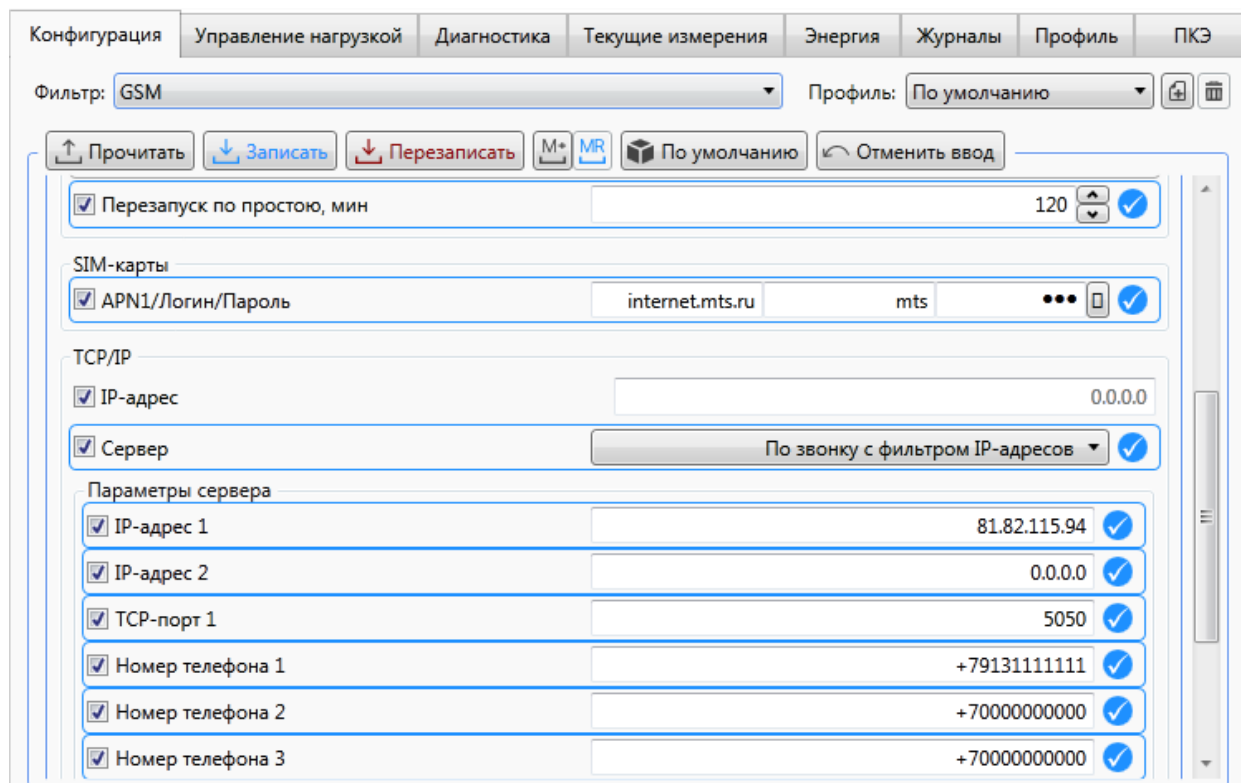 Конфигурация Управление нагрузкой Диагностика Текущие измерения Энергия Журналы Профиль ПКЭ
Фильтр: GSM Профиль: По умолчанию
Прочитать Записать Перезаписать M+ MR По умолчанию Отменить ввод
Перезапуск по простою, мин 120
SIM-карты
APN1/Логин/Пароль internet.mts.ru mts •••
TCP/IP
IP-адрес 0.0.0.0
Сервер По звонку с фильтром IP-адресов
Параметры сервера
IP-адрес 1 81.82.115.94
IP-адрес 2 0.0.0.0
TCP-порт 1 5050
Номер телефона 1 +79131111111
Номер телефона 2 +70000000000
Номер телефона 3 +70000000000